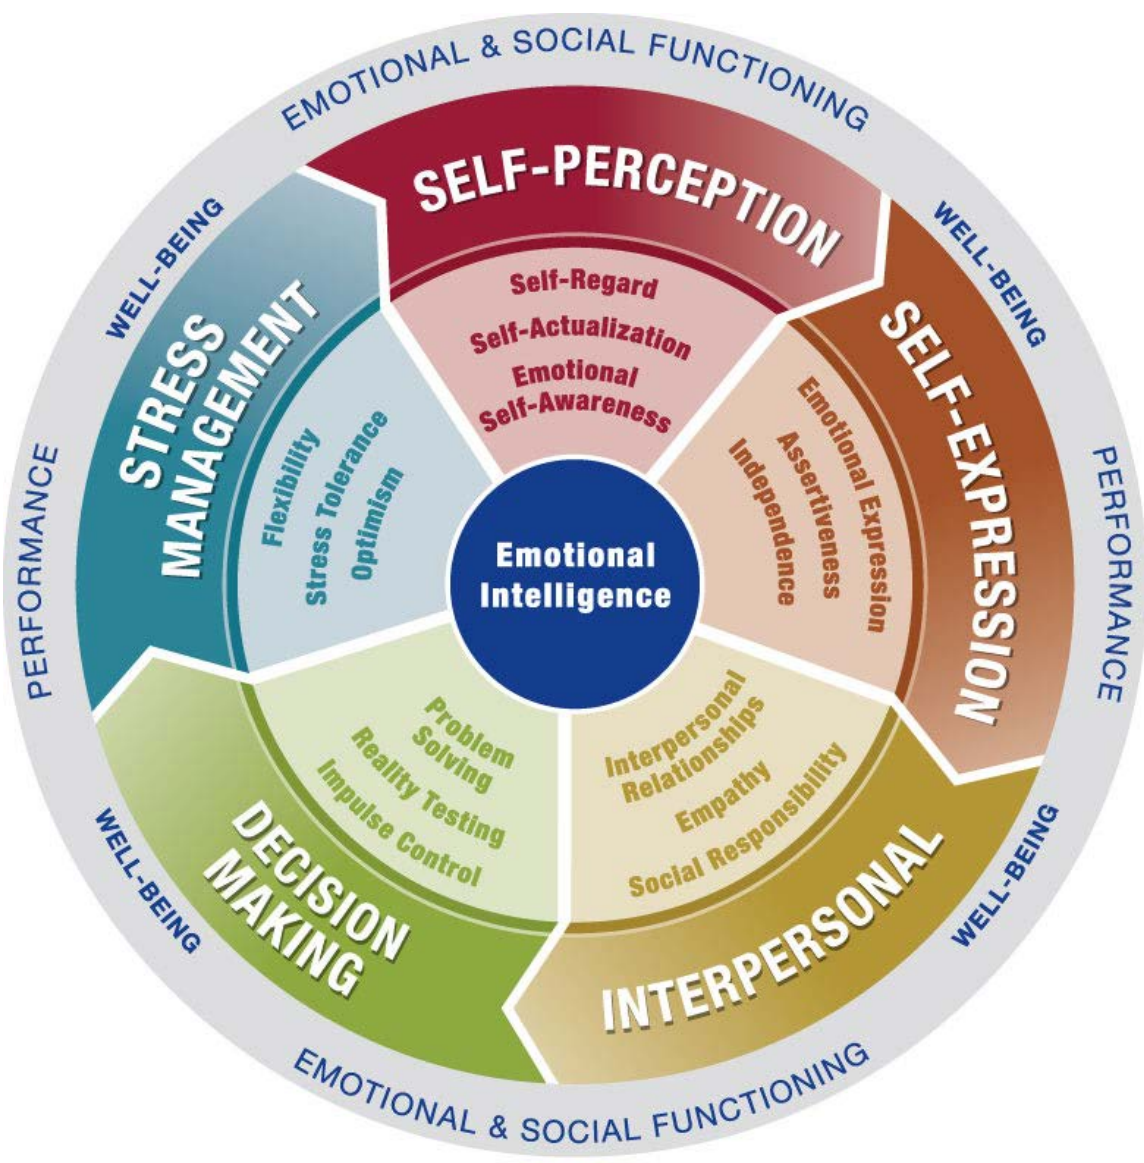 EMOTIONAL & SOCIAL FUNCTIONING
WELL-BEING
WELL-BEING
PERFORMANCE
PERFORMANCE
WELL-BEING
WELL-BEING
EMOTIONAL & SOCIAL FUNCTIONING
SELF-PERCEPTION
Self-Regard
Self-Actualization
Emotional
Self-Awareness
SELF-EXPRESSION
Emotional Expression
Assertiveness
Independence
INTERPERSONAL
Interpersonal
Relationships
Empathy
Social Responsibility
DECISION
MAKING
Problem
Solving
Reality Testing
Impulse Control
STRESS
MANAGEMENT
Flexibility
Stress Tolerance
Optimism
Emotional
Intelligence